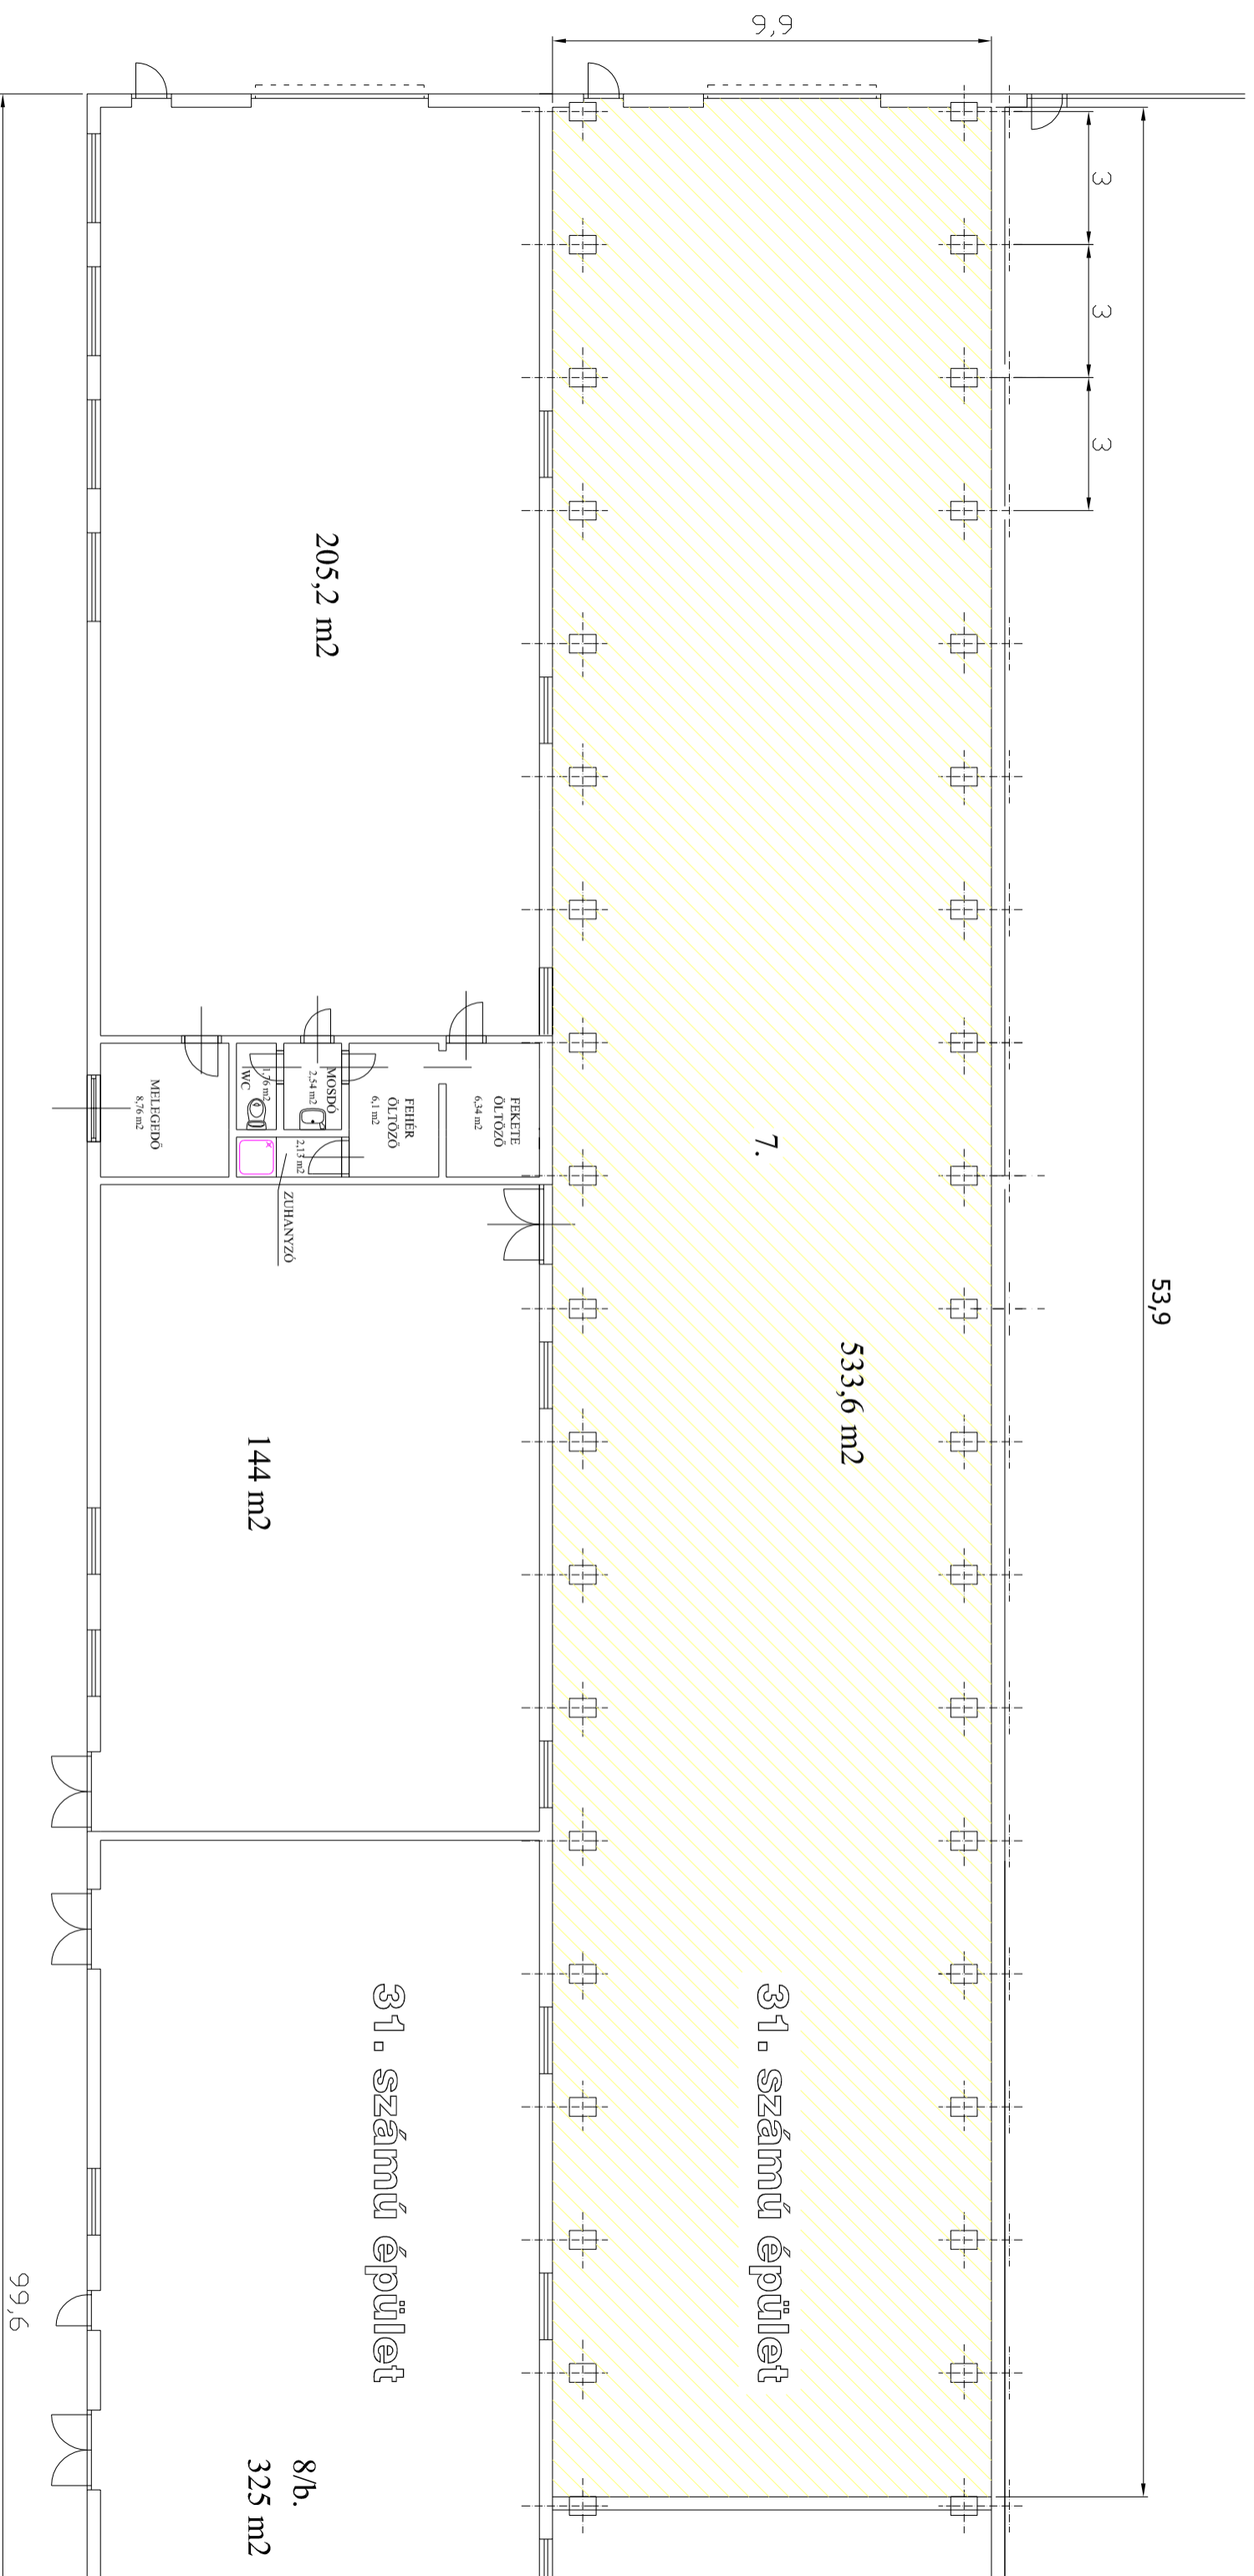 9,9
3
3
3
53,9
205,2 m2
7.
533,6 m2
FEKETE
ÖLTÖZŐ
6,34 m2
FEHÉR
ÖLTÖZŐ
6,1 m2
MOSDÓ
2,54 m2
1,76 m2
WC
2,13 m2
ZUHANYZÓ
MELEGEDŐ
8,76 m2
144 m2
31. számú épület
31. számú épület
8/b.
325 m2
99,6